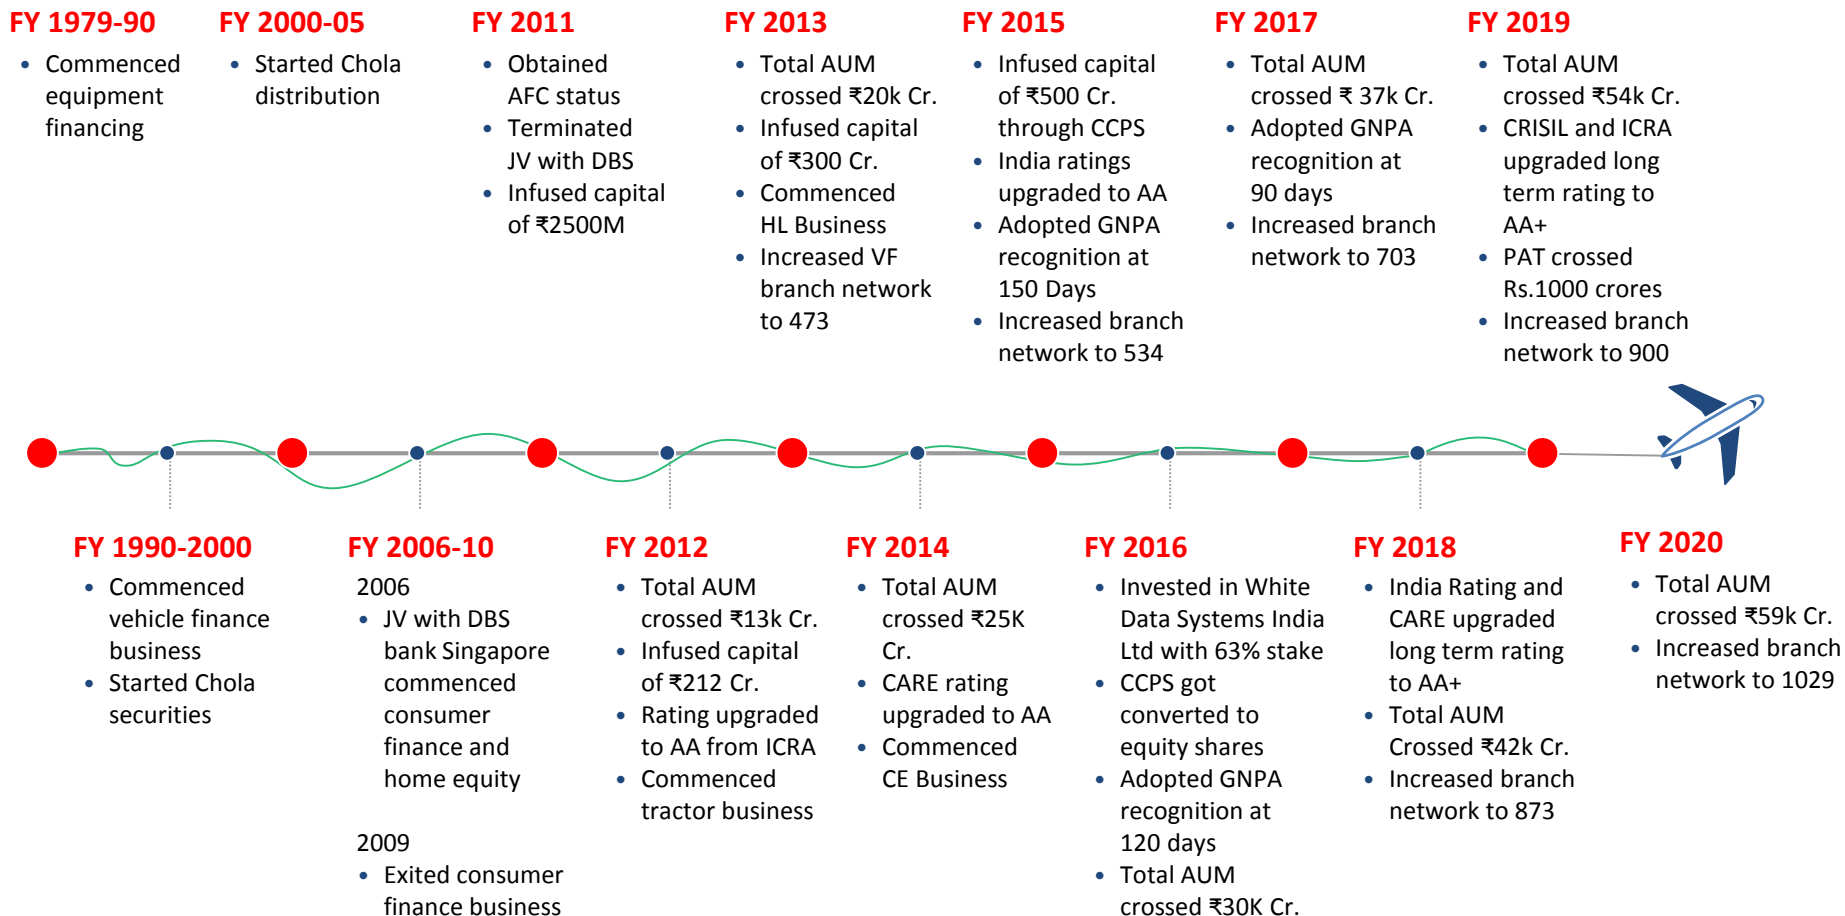 FY 1979-90
• Commenced
equipment
financing
FY 2000-05
• Started Chola
distribution
FY 2011
• Obtained
AFC status
• Terminated
JV with DBS
• Infused capital
of ₹2500M
FY 2013
• Total AUM
crossed ₹20k Cr.
• Infused capital
of ₹300 Cr.
• Commenced
HL Business
• Increased VF
branch network
to 473
FY 2015
• Infused capital
of ₹500 Cr.
through CCPS
• India ratings
upgraded to AA
• Adopted GNPA
recognition at
150 Days
• Increased branch
network to 534
FY 2017
• Total AUM
crossed ₹ 37k Cr.
• Adopted GNPA
recognition at
90 days
• Increased branch
network to 703
FY 2019
• Total AUM
crossed ₹54k Cr.
• CRISIL and ICRA
upgraded long
term rating to
AA+
• PAT crossed
Rs.1000 crores
• Increased branch
network to 900
FY 1990-2000
• Commenced
vehicle finance
business
• Started Chola
securities
FY 2006-10
2006
• JV with DBS
bank Singapore
commenced
consumer
finance and
home equity
2009
• Exited consumer
finance business
FY 2012
• Total AUM
crossed ₹13k Cr.
• Infused capital
of ₹212 Cr.
• Rating upgraded
to AA from ICRA
• Commenced
tractor business
FY 2014
• Total AUM
crossed ₹25K
Cr.
• CARE rating
upgraded to AA
• Commenced
CE Business
FY 2016
• Invested in White
Data Systems India
Ltd with 63% stake
• CCPS got
converted to
equity shares
• Adopted GNPA
recognition at
120 days
• Total AUM
crossed ₹30K Cr.
FY 2018
• India Rating and
CARE upgraded
long term rating
to AA+
• Total AUM
Crossed ₹42k Cr.
• Increased branch
network to 873
FY 2020
• Total AUM
crossed ₹59k Cr.
• Increased branch
network to 1029